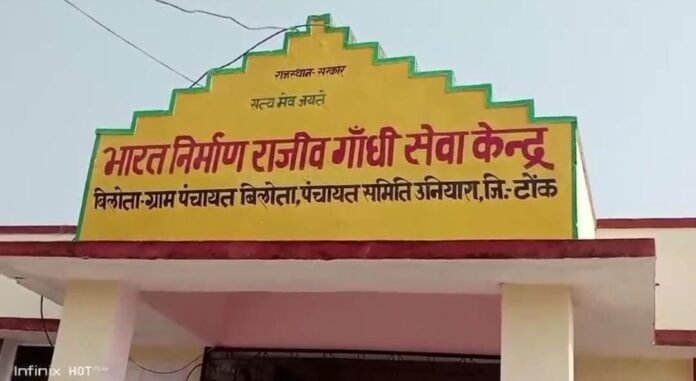 राजस्थान-सरकार
सत्य मेव जयते
भारत निर्माण राजीव गाँधी सेवा केन्द्र
बिलोता-ग्राम पंचायत बिलोता, पंचायत समिति उनियारा, जि.-टोंक
Infinix HOT